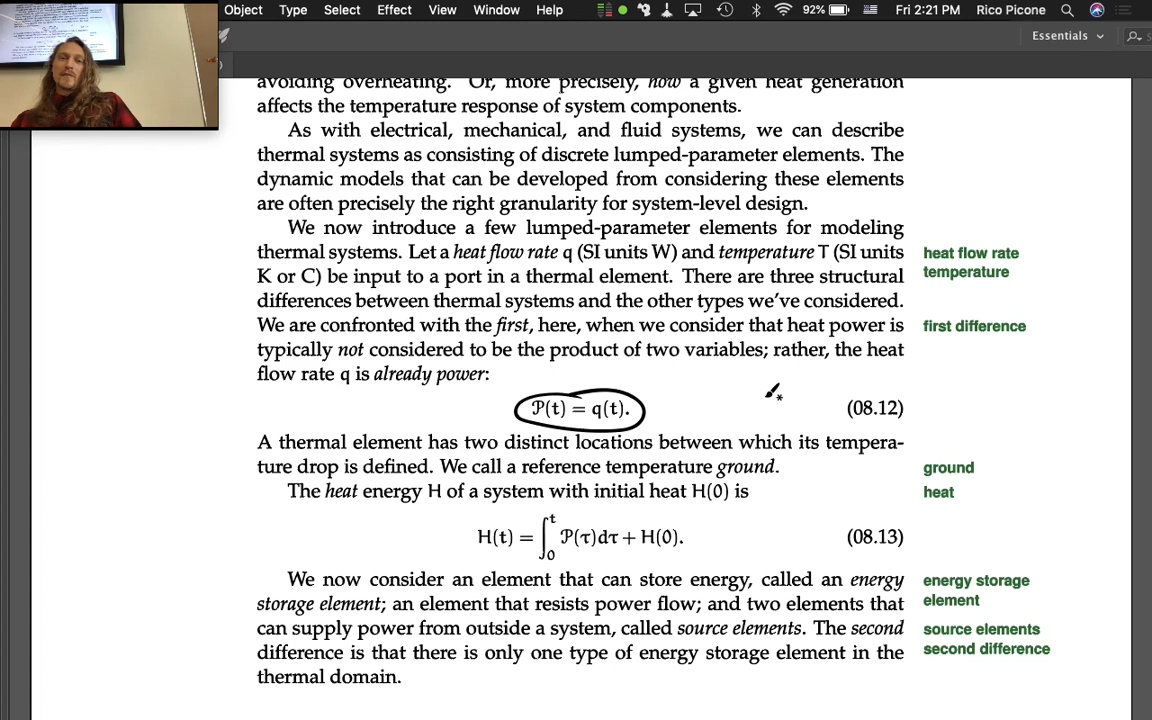 Object Type Select Effect View Window Help 92% Fri 2:21 PM Rico Picone
Essentials
avoiding overheating. Or, more precisely, how a given heat generation
affects the temperature response of system components.
As with electrical, mechanical, and fluid systems, we can describe
thermal systems as consisting of discrete lumped-parameter elements. The
dynamic models that can be developed from considering these elements
are often precisely the right granularity for system-level design.
We now introduce a few lumped-parameter elements for modeling
thermal systems. Let a heat flow rate q (SI units W) and temperature T (SI units
heat flow rate
K or C) be input to a port in a thermal element. There are three structural
temperature
differences between thermal systems and the other types we've considered.
We are confronted with the first, here, when we consider that heat power is
first difference
typically not considered to be the product of two variables; rather, the heat
flow rate q is already power:
P(t) = q(t). (08.12)
A thermal element has two distinct locations between which its tempera-
ture drop is defined. We call a reference temperature ground.
ground
The heat energy H of a system with initial heat H(0) is
heat
H(t) = ∫₀ᵗ P(τ)dτ + H(0). (08.13)
We now consider an element that can store energy, called an energy
energy storage
storage element; an element that resists power flow; and two elements that
element
can supply power from outside a system, called source elements. The second
source elements
difference is that there is only one type of energy storage element in the
second difference
thermal domain.